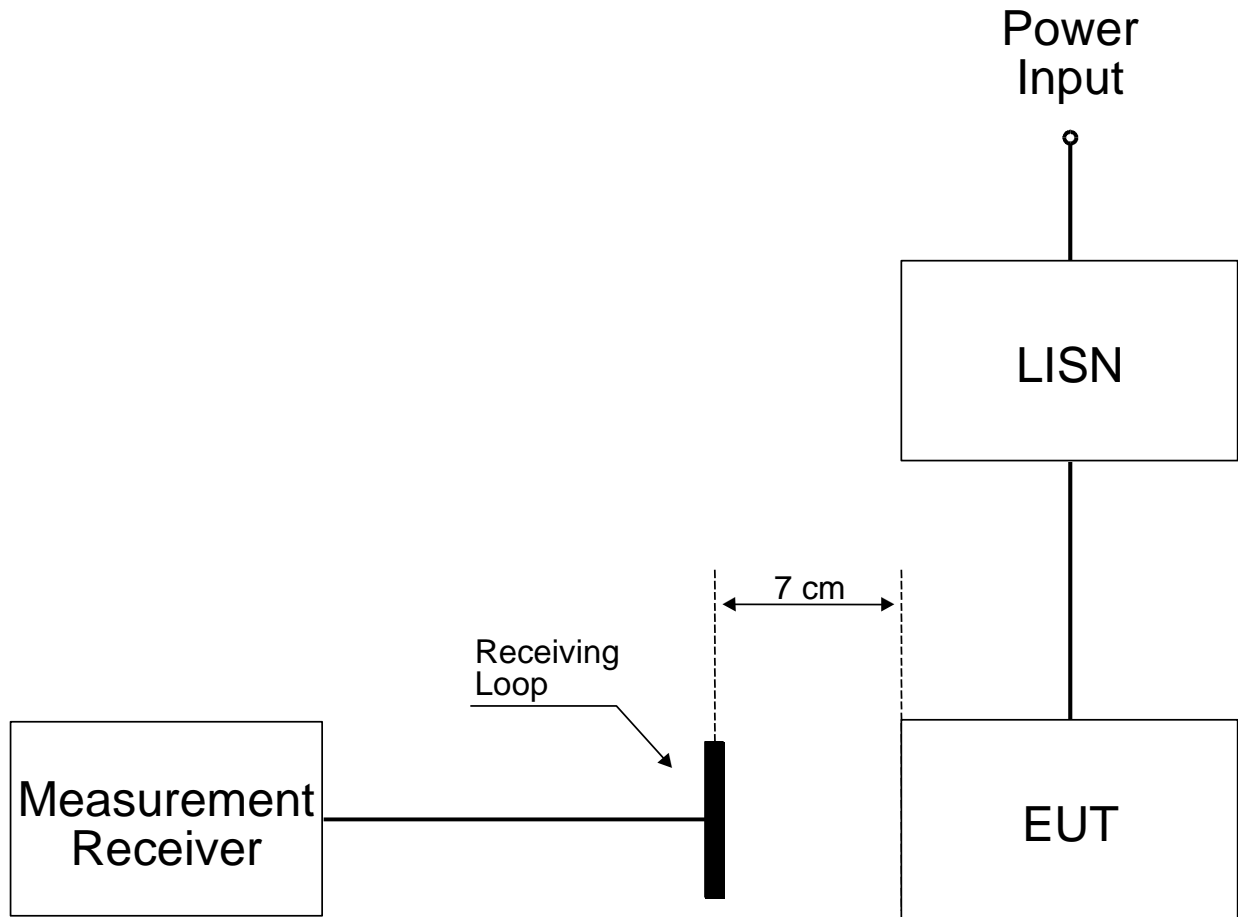 Power
Input
LISN
7 cm
Receiving
Loop
Measurement
Receiver
EUT